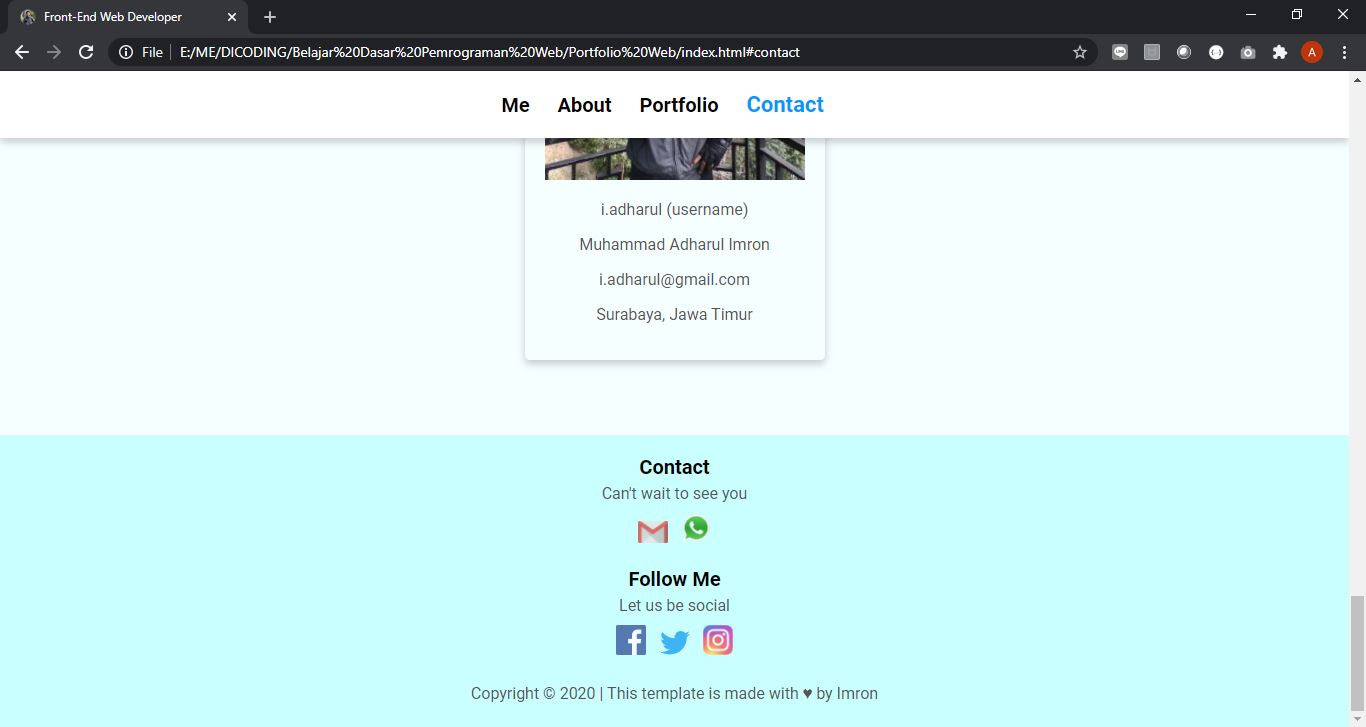 Front-End Web Developer
File | E:/ME/DICODING/Belajar%20Dasar%20Pemrograman%20Web/Portfolio%20Web/index.html#contact
A
Me About Portfolio Contact
i.adharul (username)
Muhammad Adharul Imron
i.adharul@gmail.com
Surabaya, Jawa Timur
Contact
Can't wait to see you
Follow Me
Let us be social
Copyright © 2020 | This template is made with ♥ by Imron